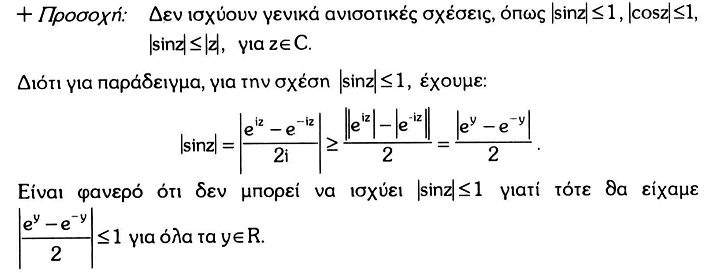 + Προσοχή: Δεν ισχύουν γενικά ανισοτικές σχέσεις, όπως |sinz|≤1, |cosz|≤1,
|sinz|≤|z|, για z∈C.
Διότι για παράδειγμα, για την σχέση |sinz|≤1, έχουμε:
|sinz| = |(e^{iz} − e^{−iz})/2i| ≥ ||e^{iz}| − |e^{-iz}||/2 = |e^y − e^{−y}|/2 .
Είναι φανερό ότι δεν μπορεί να ισχύει |sinz|≤1 γιατί τότε θα είχαμε
|(e^y − e^{−y})/2| ≤1 για όλα τα y∈R.